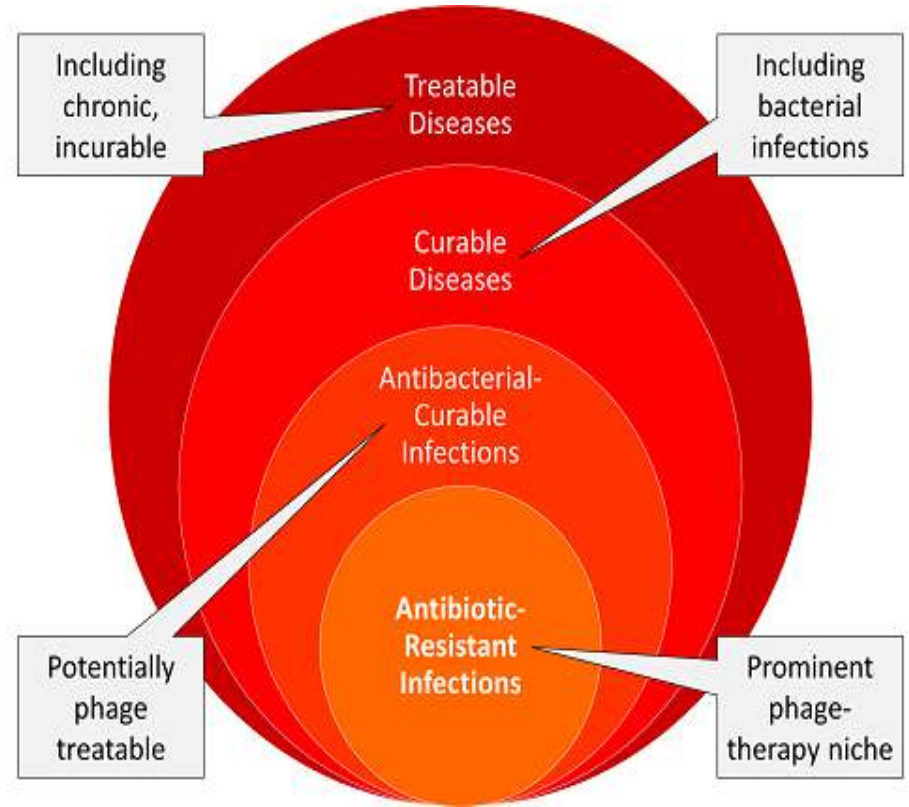 Including
chronic,
incurable
Treatable
Diseases
Including
bacterial
infections
Curable
Diseases
Antibacterial-
Curable
Infections
Antibiotic-
Resistant
Infections
Potentially
phage
treatable
Prominent
phage-
therapy niche